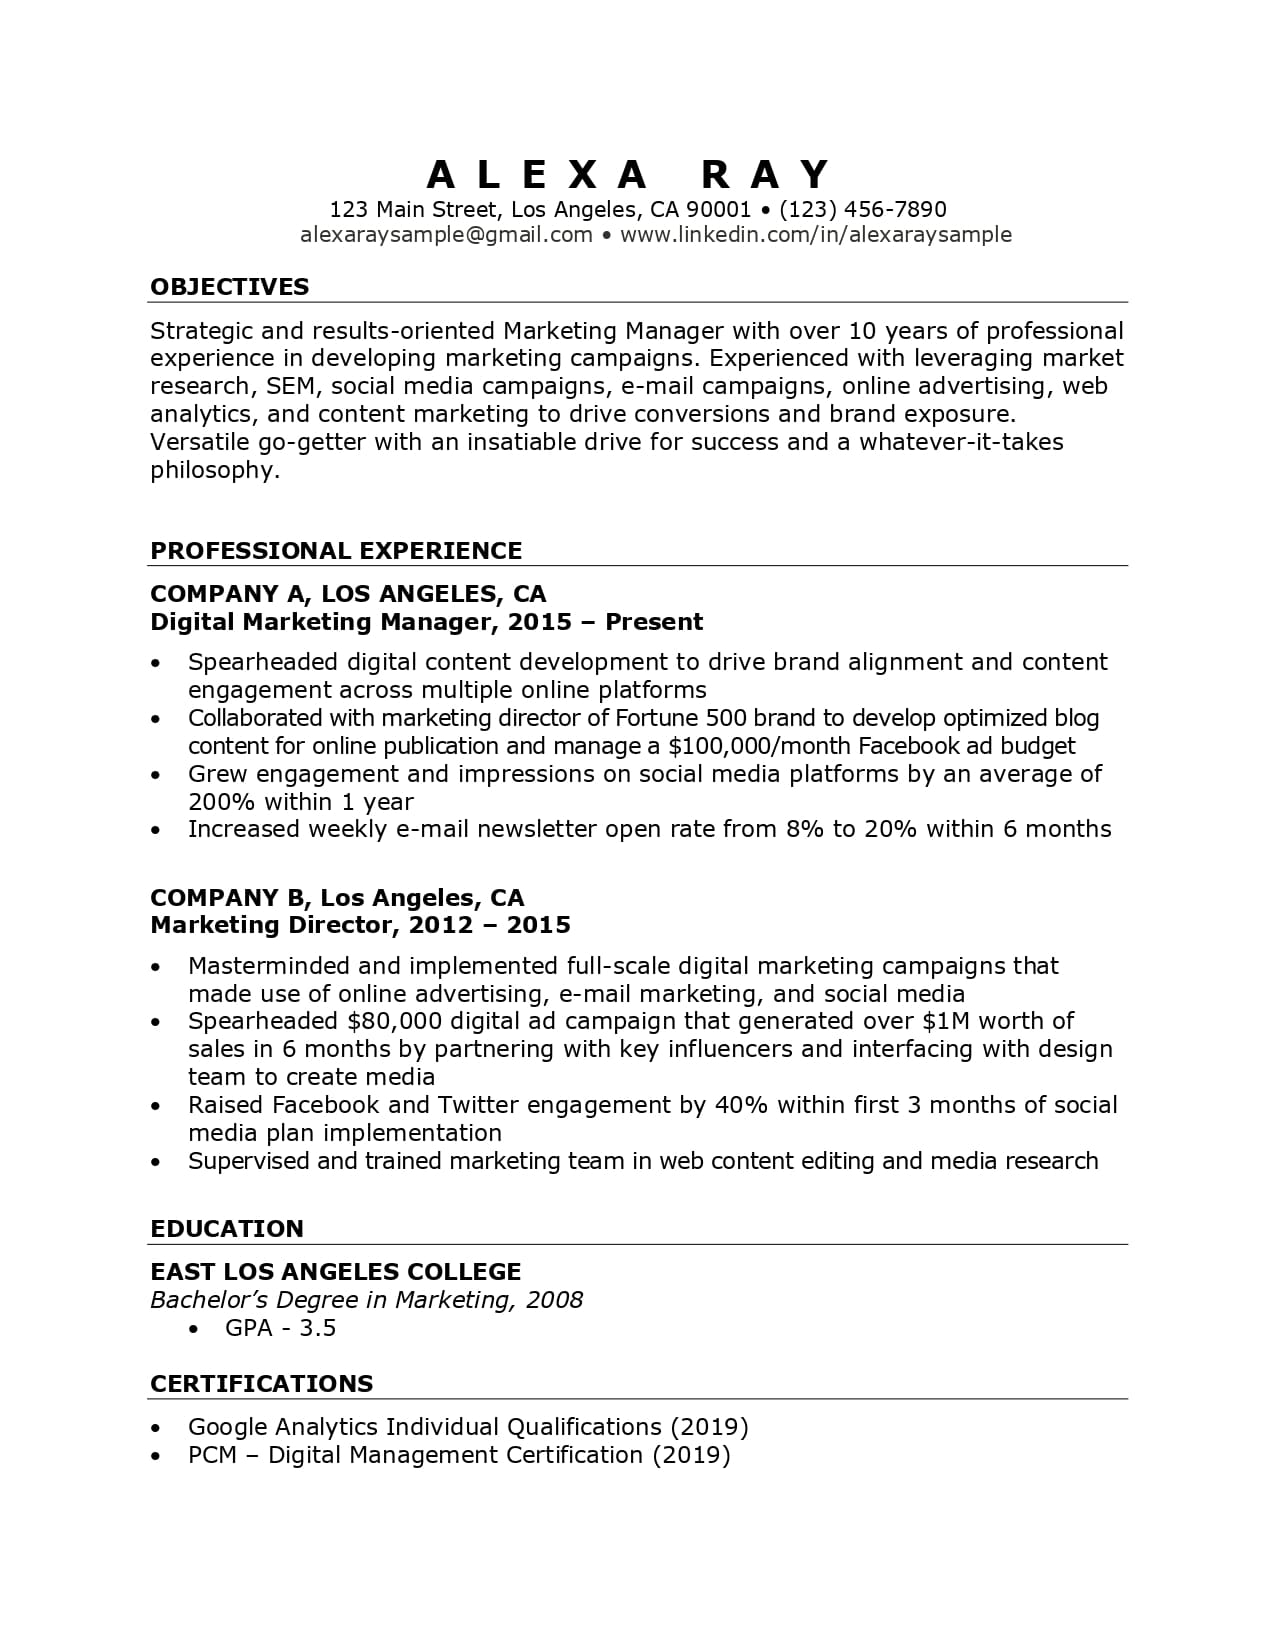 ALEXA RAY
123 Main Street, Los Angeles, CA 90001 • (123) 456-7890
alexaraysample@gmail.com • www.linkedin.com/in/alexaraysample
OBJECTIVES
Strategic and results-oriented Marketing Manager with over 10 years of professional
experience in developing marketing campaigns. Experienced with leveraging market
research, SEM, social media campaigns, e-mail campaigns, online advertising, web
analytics, and content marketing to drive conversions and brand exposure.
Versatile go-getter with an insatiable drive for success and a whatever-it-takes
philosophy.
PROFESSIONAL EXPERIENCE
COMPANY A, LOS ANGELES, CA
Digital Marketing Manager, 2015 – Present
• Spearheaded digital content development to drive brand alignment and content
engagement across multiple online platforms
• Collaborated with marketing director of Fortune 500 brand to develop optimized blog
content for online publication and manage a $100,000/month Facebook ad budget
• Grew engagement and impressions on social media platforms by an average of
200% within 1 year
• Increased weekly e-mail newsletter open rate from 8% to 20% within 6 months
COMPANY B, Los Angeles, CA
Marketing Director, 2012 – 2015
• Masterminded and implemented full-scale digital marketing campaigns that
made use of online advertising, e-mail marketing, and social media
• Spearheaded $80,000 digital ad campaign that generated over $1M worth of
sales in 6 months by partnering with key influencers and interfacing with design
team to create media
• Raised Facebook and Twitter engagement by 40% within first 3 months of social
media plan implementation
• Supervised and trained marketing team in web content editing and media research
EDUCATION
EAST LOS ANGELES COLLEGE
Bachelor’s Degree in Marketing, 2008
• GPA - 3.5
CERTIFICATIONS
• Google Analytics Individual Qualifications (2019)
• PCM – Digital Management Certification (2019)